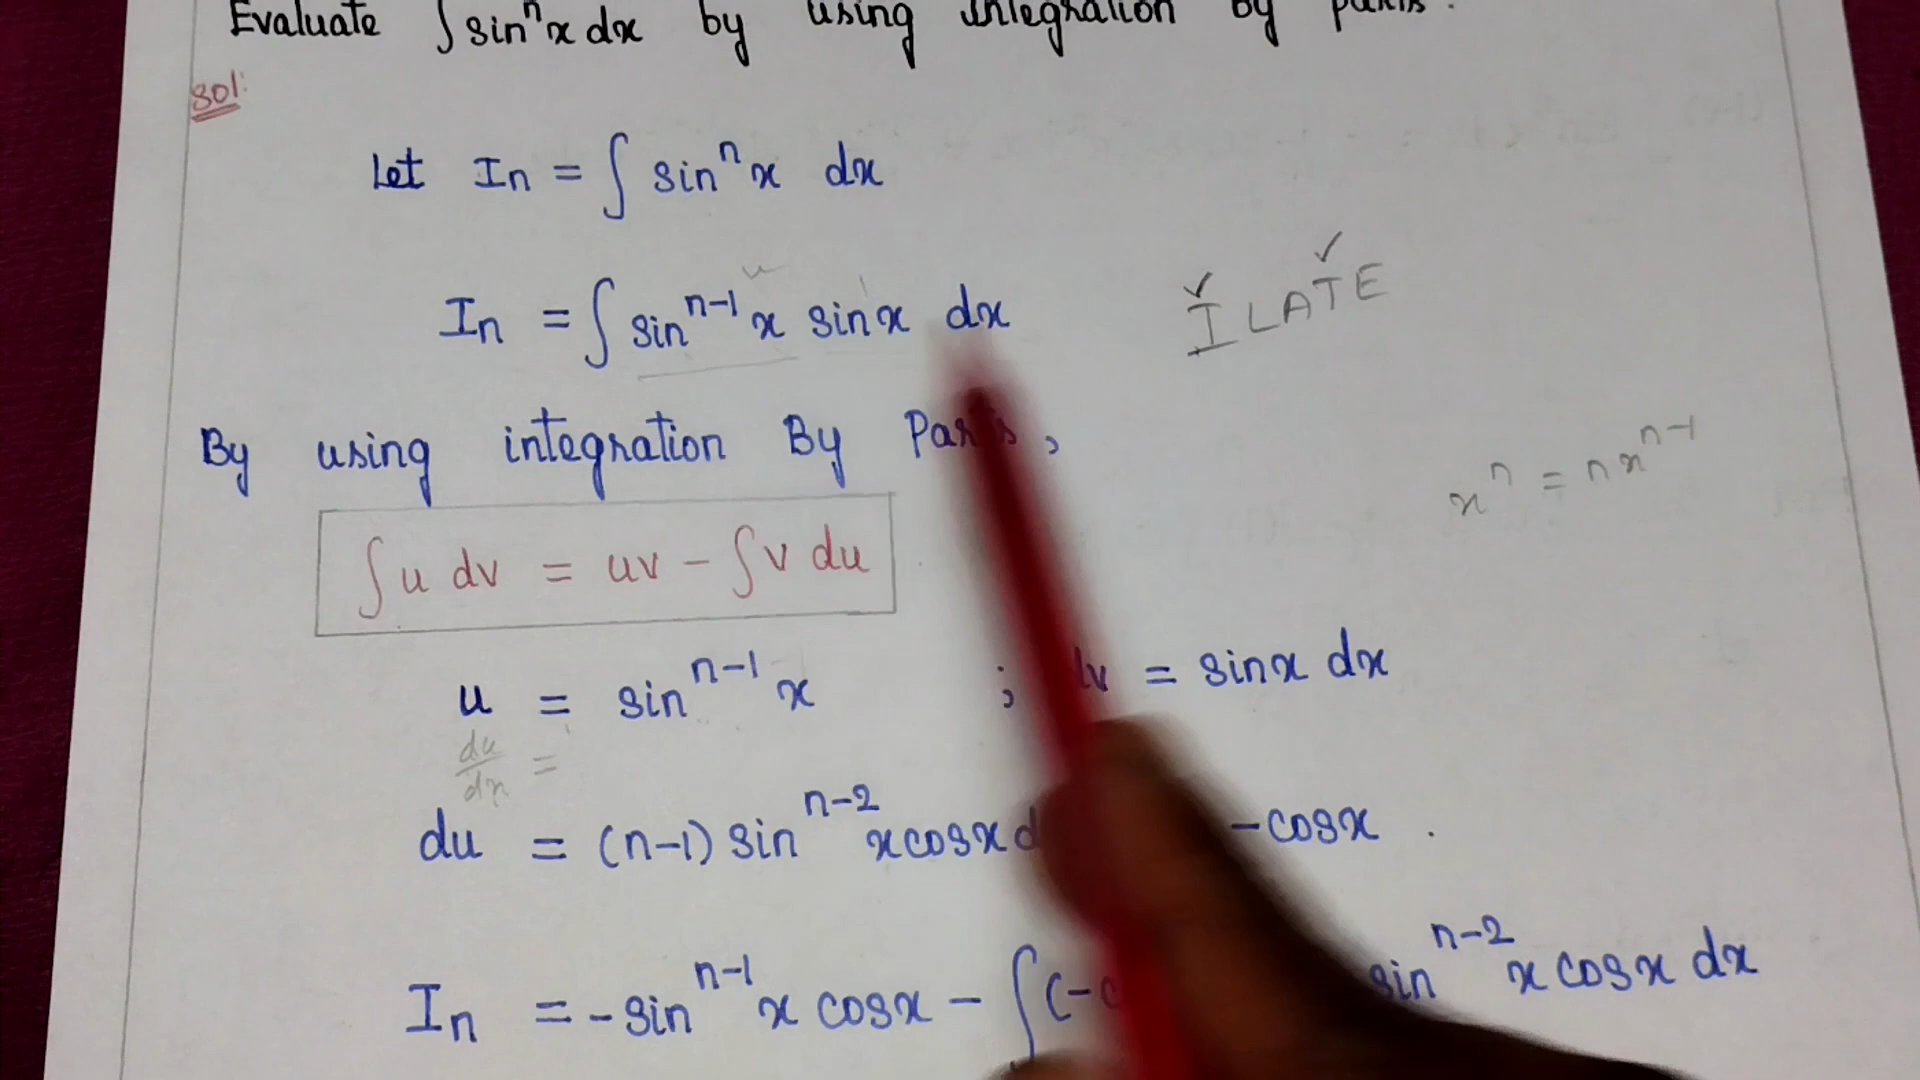 Evaluate ∫ sinⁿx dx by using Integration by parts.
Sol:
Let In = ∫ sinⁿx dx
In = ∫ sinⁿ⁻¹x sinx dx
ILATE
By using integration By Parts,
xⁿ = nxⁿ⁻¹
∫u dv = uv - ∫v du
u = sinⁿ⁻¹x ; dv = sinx dx
du/dx =
du = (n-1) sinⁿ⁻²x cosx d -cosx .
In = -sinⁿ⁻¹x cosx - ∫(-c sinⁿ⁻²x cosx dx